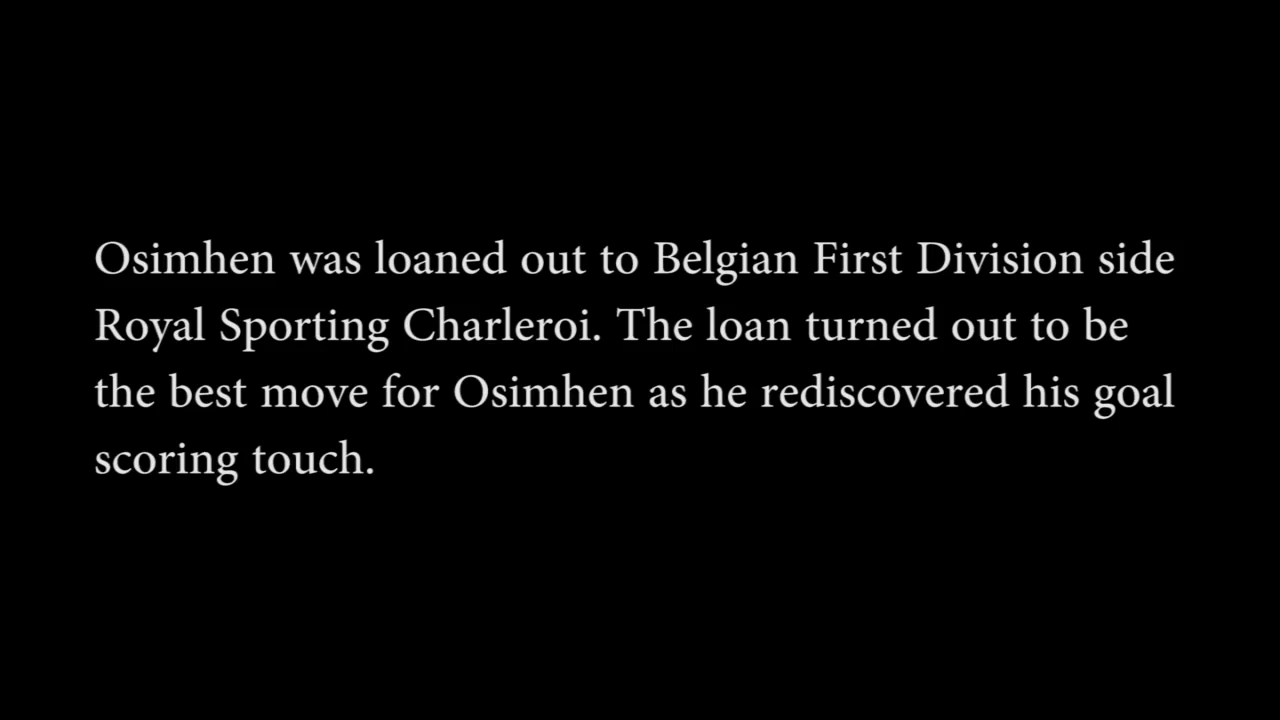 Osimhen was loaned out to Belgian First Division side
Royal Sporting Charleroi. The loan turned out to be
the best move for Osimhen as he rediscovered his goal
scoring touch.